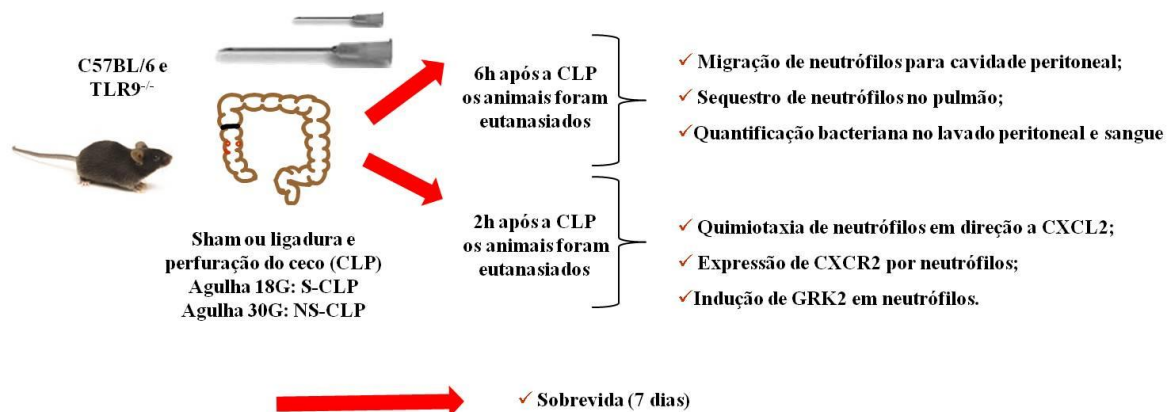 C57BL/6 e
TLR9-/-
Sham ou ligadura e
perfuração do ceco (CLP)
Agulha 18G: S-CLP
Agulha 30G: NS-CLP
6h após a CLP
os animais foram
eutanasiados
✓ Migração de neutrófilos para cavidade peritoneal;
✓ Sequestro de neutrófilos no pulmão;
✓ Quantificação bacteriana no lavado peritoneal e sangue
2h após a CLP
os animais foram
eutanasiados
✓ Quimiotaxia de neutrófilos em direção a CXCL2;
✓ Expressão de CXCR2 por neutrófilos;
✓ Indução de GRK2 em neutrófilos.
✓ Sobrevida (7 dias)